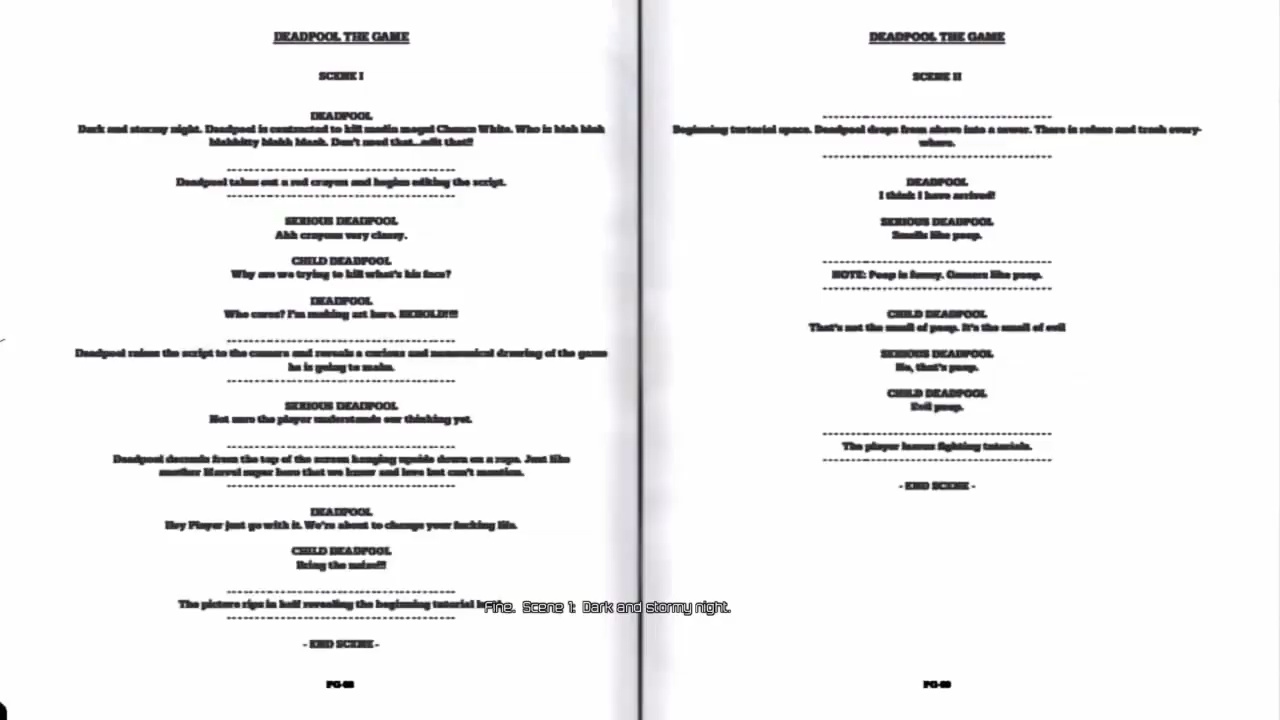 DEADPOOL THE GAME
SCENE I
DEADPOOL
Dark and stormy night. Deadpool is contracted to kill media mogul Chance White. Who is blah blah
blahbitty blahh blaah. Don't need that...edit that!!
Deadpool takes out a red crayon and begins editing the script.
SERIOUS DEADPOOL
Ahh crayons very classy.
CHILD DEADPOOL
Why are we trying to kill what's his face?
DEADPOOL
Who cares? I'm making art here. BEHOLD!!!!
Deadpool raises the script to the camera and reveals a curious and nonsensical drawing of the game
he is going to make.
SERIOUS DEADPOOL
Not sure the player understands our thinking yet.
Deadpool descends from the top of the screen hanging upside down on a rope. Just like
another Marvel super hero that we know and love but can't mention.
DEADPOOL
Hey Player just go with it. We're about to change your fucking life.
CHILD DEADPOOL
Bring the noise!!!
The picture rips in half revealing the beginning tutorial
Fine. Scene 1: Dark and stormy night.
- END SCENE -
DEADPOOL THE GAME
SCENE II
Beginning tutorial space. Deadpool drops from above into a sewer. There is refuse and trash every-
where.
DEADPOOL
I think I have arrived!
SERIOUS DEADPOOL
Smells like poop.
NOTE: Poop is funny. Gamers like poop.
CHILD DEADPOOL
That's not the smell of poop. It's the smell of evil
SERIOUS DEADPOOL
No, that's poop.
CHILD DEADPOOL
Evil poop.
The player learns fighting tutorials.
- END SCENE -